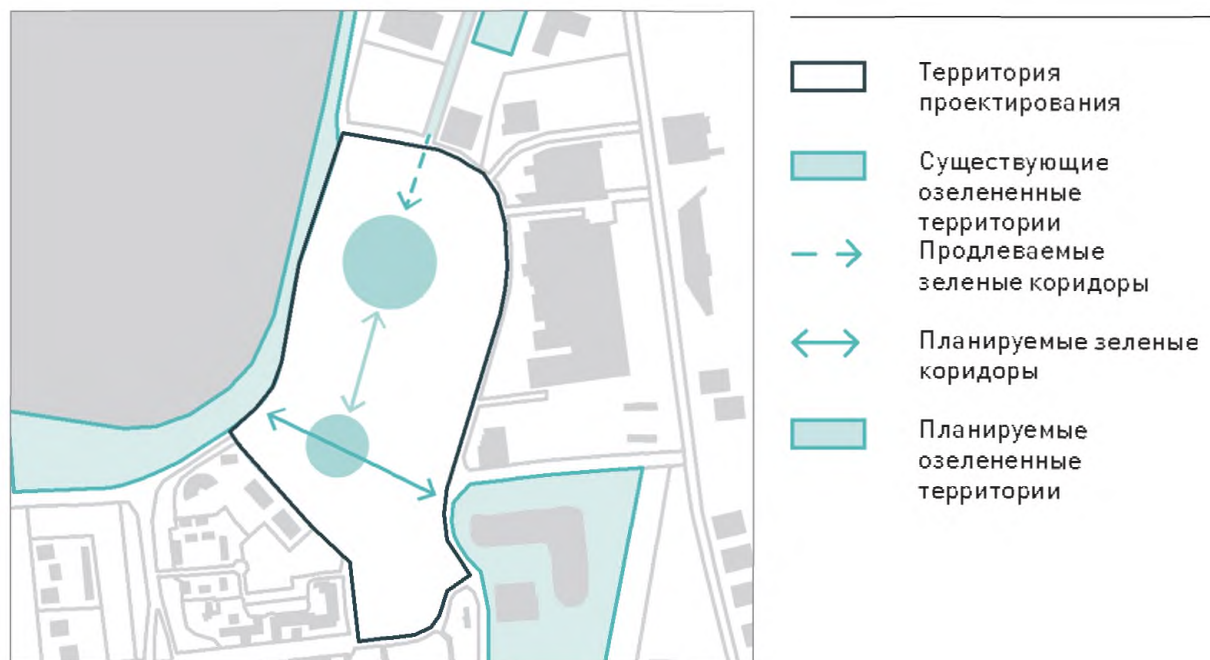 Территория
проектирования
Существующие
озелененные
территории
Продлеваемые
зеленые коридоры
Планируемые зеленые
коридоры
Планируемые
озелененные
территории